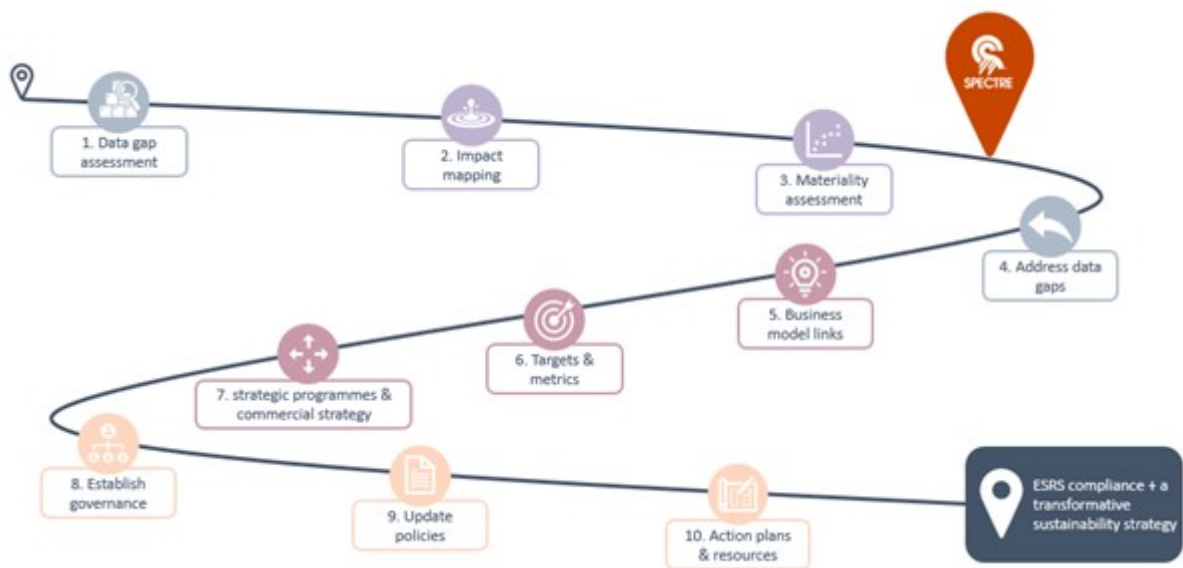 SPECTRE
1. Data gap
assessment
2. Impact
mapping
3. Materiality
assessment
4. Address data
gaps
5. Business
model links
6. Targets &
metrics
7. strategic programmes &
commercial strategy
8. Establish
governance
9. Update
policies
10. Action plans
& resources
ESRS compliance + a
transformative
sustainability strategy